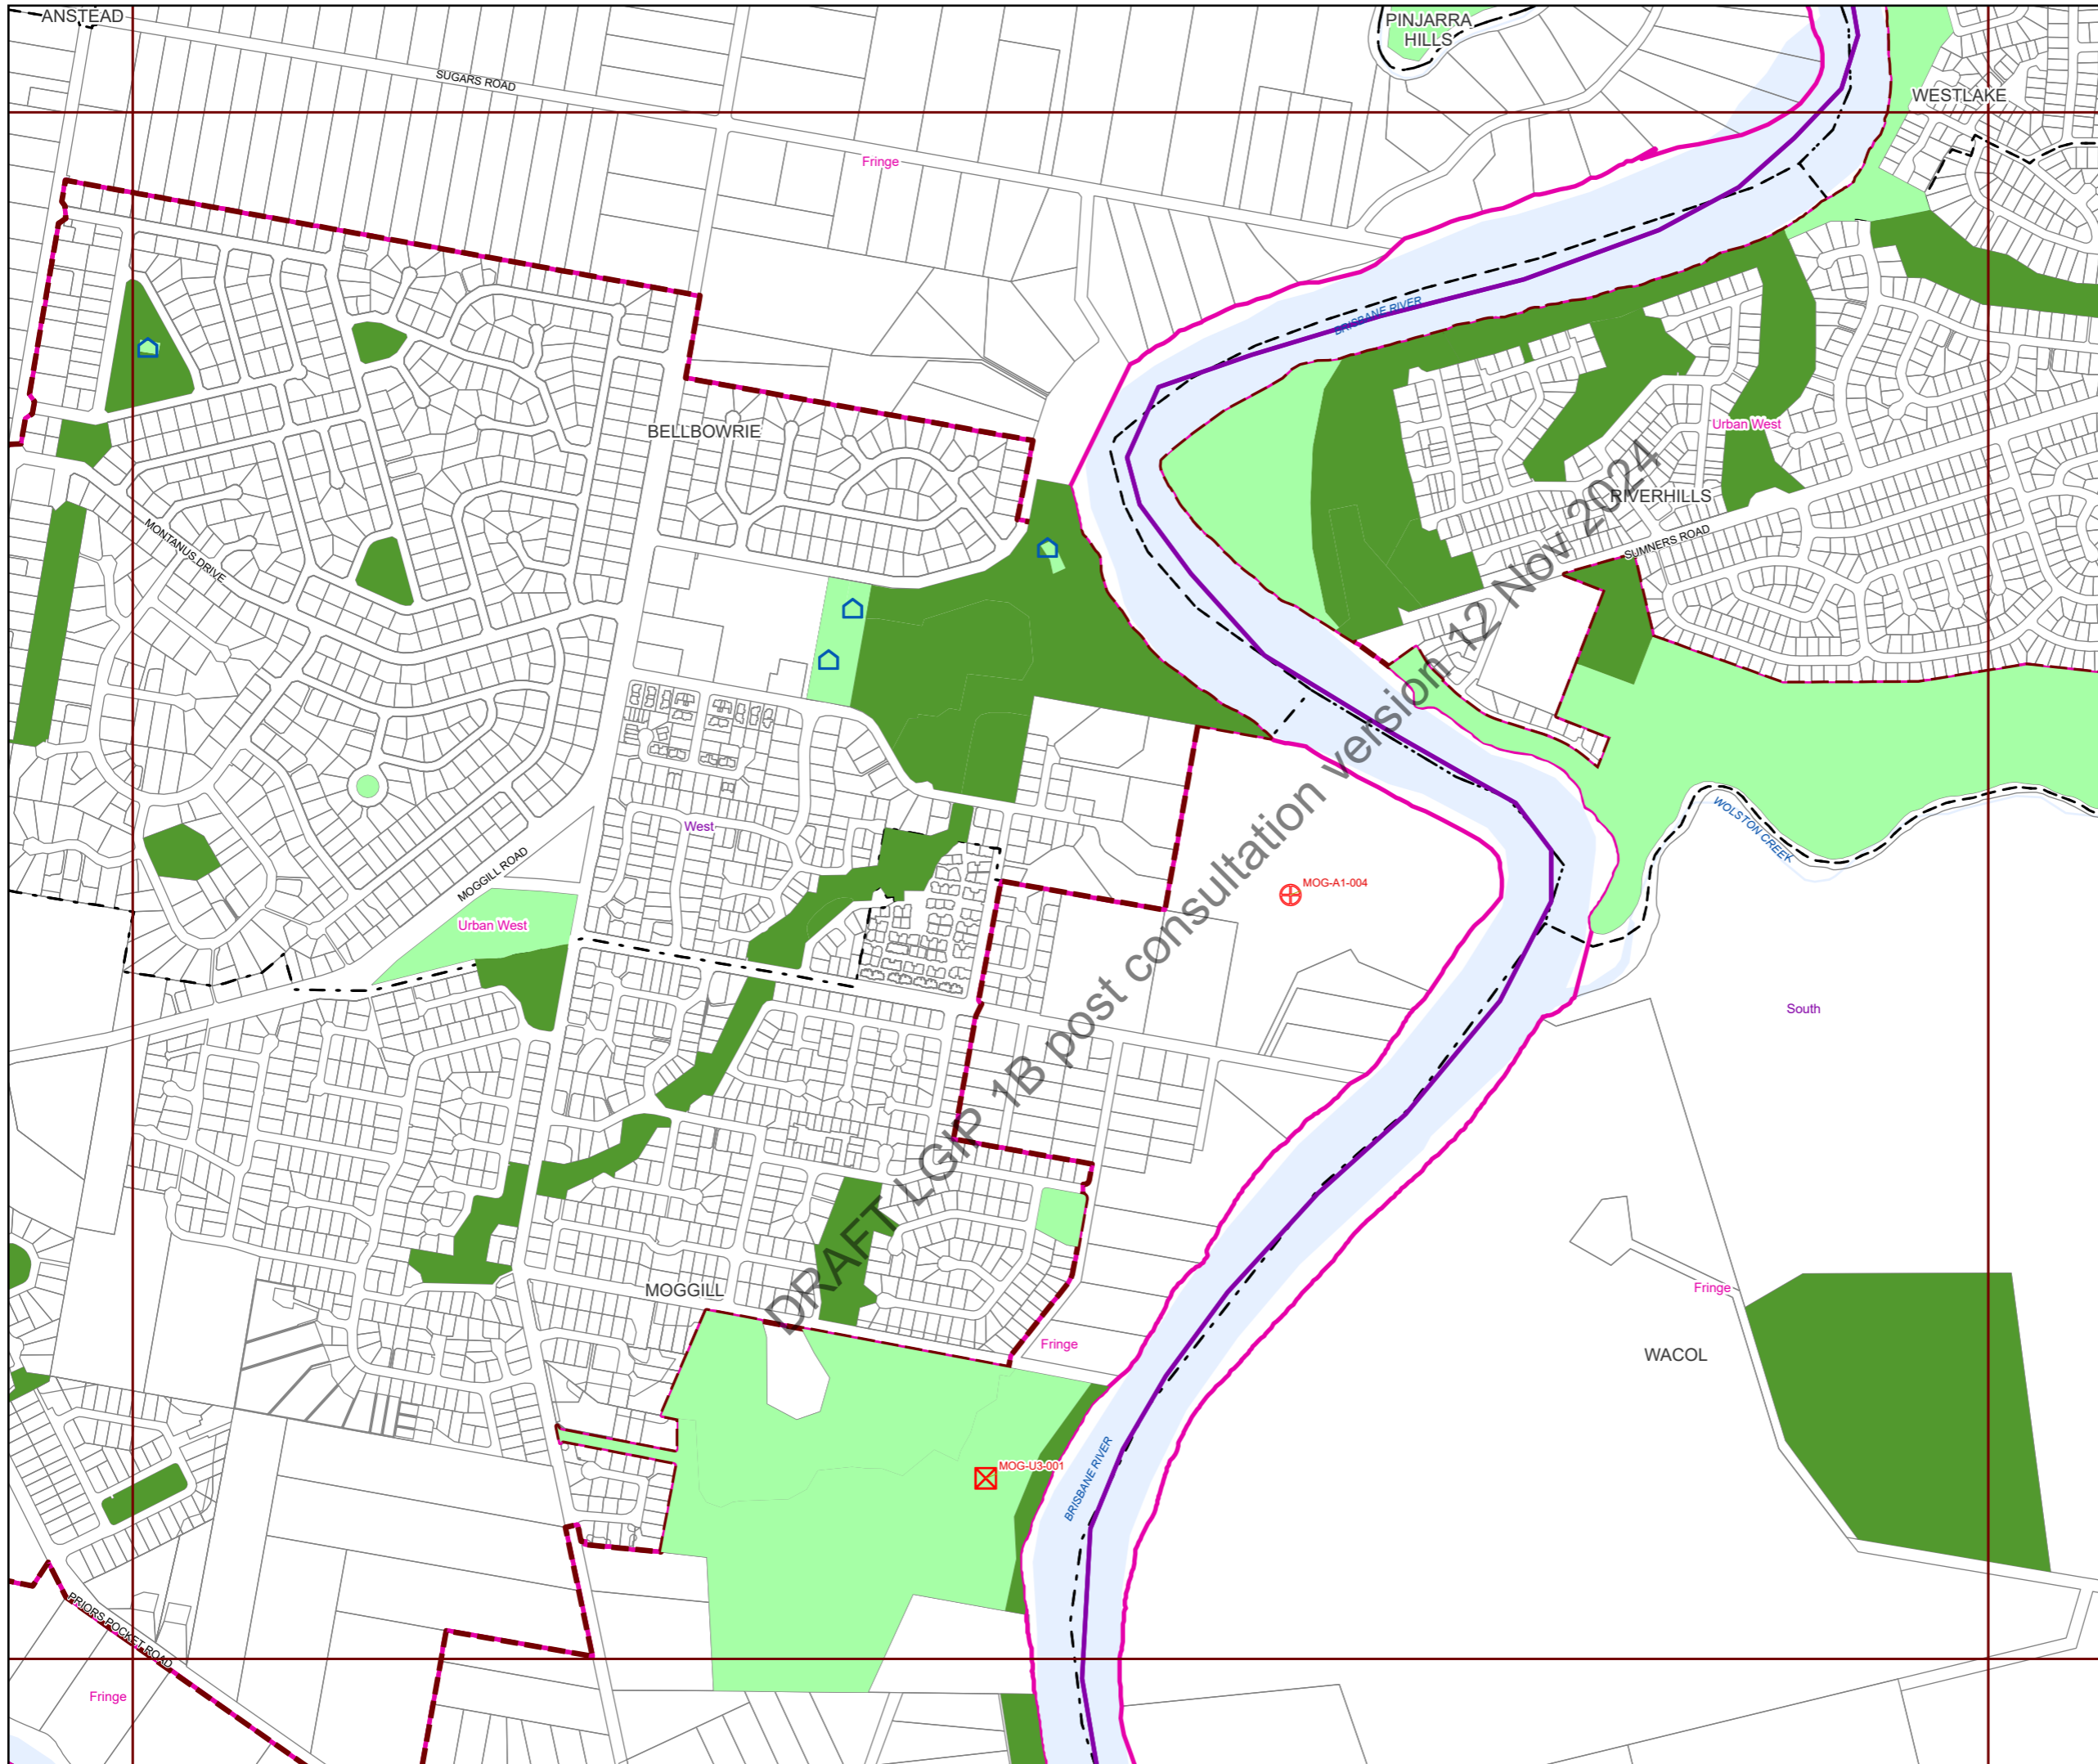 ANSTEAD
PINJARRA
HILLS
SUGARS ROAD
WESTLAKE
Fringe
BRISBANE RIVER
Urban West
BELLBOWRIE
RIVERHILLS
SUMNERS ROAD
MONTANUS DRIVE
DRAFT LGIP 1B post consultation version 12 Nov 2024
WOLSTON CREEK
West
MOGGILL ROAD
MOG-A1-004
Urban West
South
MOGGILL
Fringe
Fringe
WACOL
MOG-U3-001
BRISBANE RIVER
PRIORS POCKET ROAD
Fringe